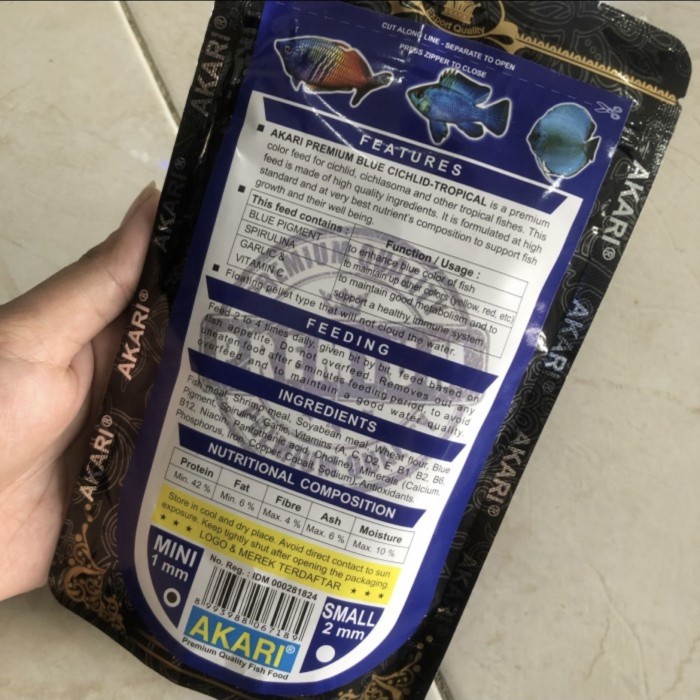 Export Quality
CUT ALONG LINE - SEPARATE TO OPEN
PRESS ZIPPER TO CLOSE
FEATURES
AKARI PREMIUM BLUE CICHLID-TROPICAL is a premium
color feed for cichlid, cichlasoma and other tropical fishes. This
feed is made of high quality ingredients. It is formulated at high
standard and at very best nutrient's composition to support fish
growth and their well being.
This feed contains : Function / Usage :
BLUE PIGMENT to enhance blue color of fish
SPIRULINA to maintain other colors (yellow, red, etc)
GARLIC & to maintain good metabolism and to
VITAMIN support a healthy immune system
Floating pellet type that will not cloud the water.
FEEDING
Feed 2 to 4 times daily, given bit by bit, feed based on
fish appetite. Do not overfeed. Removes out any
uneaten food after 5 minutes feeding period, to avoid
overfeed and to maintain a good water quality.
INGREDIENTS
Fish meal, Shrimp meal, Soyabean meal, Wheat flour, Blue
Pigment, Spirulina, Garlic, Vitamins (A, C, D3, E, B1, B2, B6,
B12, Niacin, Pantothenic acid, Choline), Minerals (Calcium,
Phosphorus, Iron, Copper, Cobalt, Sodium), Antioxidants.
NUTRITIONAL COMPOSITION
Protein Fat Fibre Ash Moisture
Min. 42 % Min. 6 % Max. 4 % Max. 6 % Max. 10 %
Store in cool and dry place. Avoid direct contact to sun
exposure. Keep tightly shut after opening the packaging.
★ ★ ★ LOGO & MEREK TERDAFTAR ★ ★ ★
No. Reg. : IDM 000281824
MINI
1 mm
8 993988 067189
SMALL
2 mm
AKARI®
Premium Quality Fish Food
AKARI®
AKARI®
AKARI®
AKARI®
AKARI®
AKARI®
AKARI®